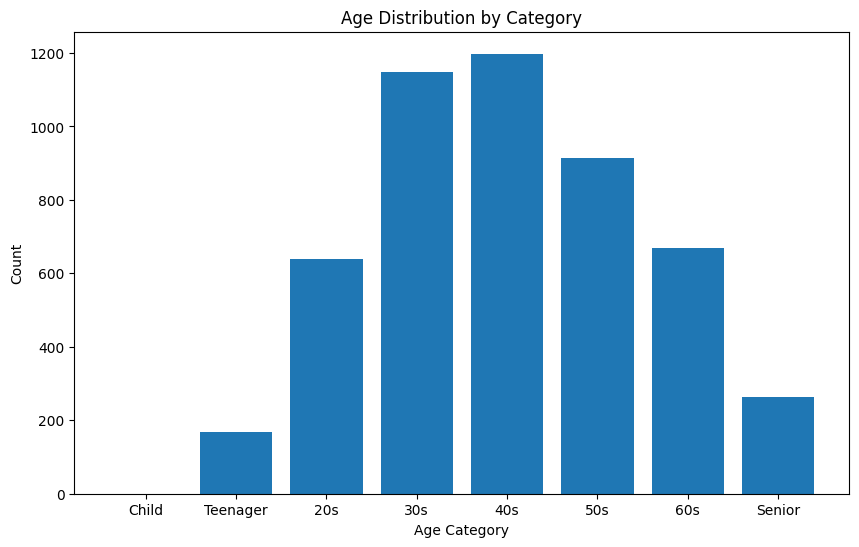 Age Distribution by Category
1200
1000
800
600
400
200
0
Count
Child Teenager 20s 30s 40s 50s 60s Senior
Age Category